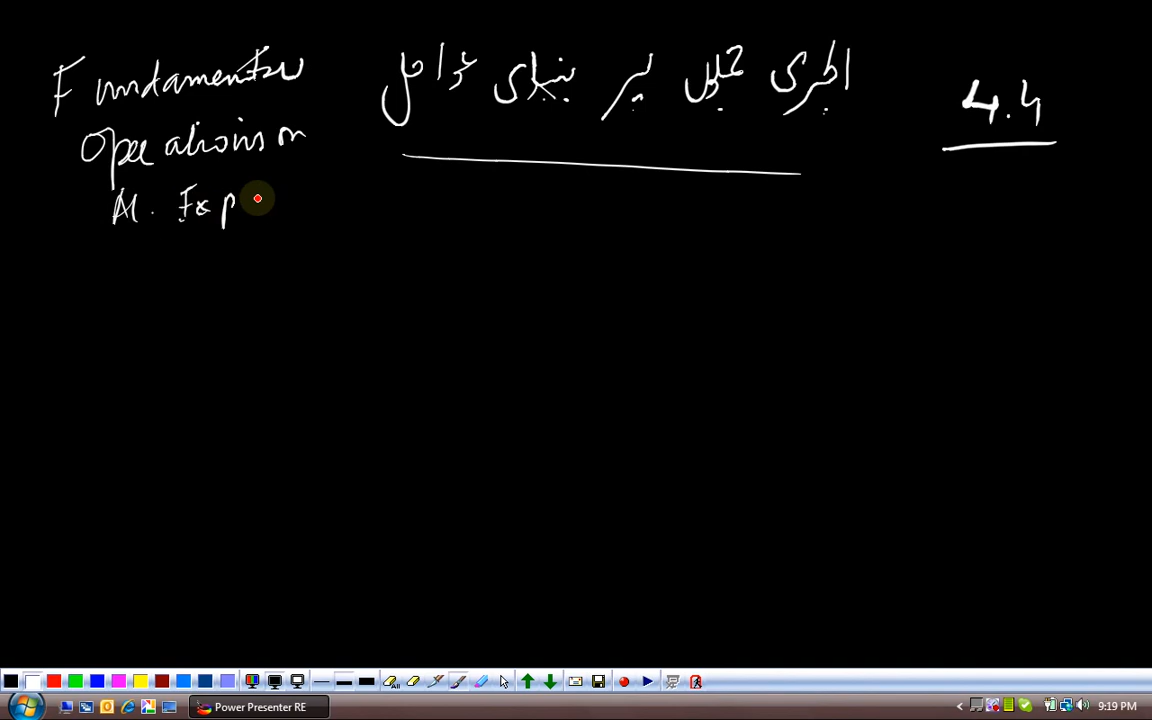 4.4
الجبری جملوں پر بنیادی عوامل
Fundamental
Operations on
Al. Exp
Power Presenter RE
9:19 PM